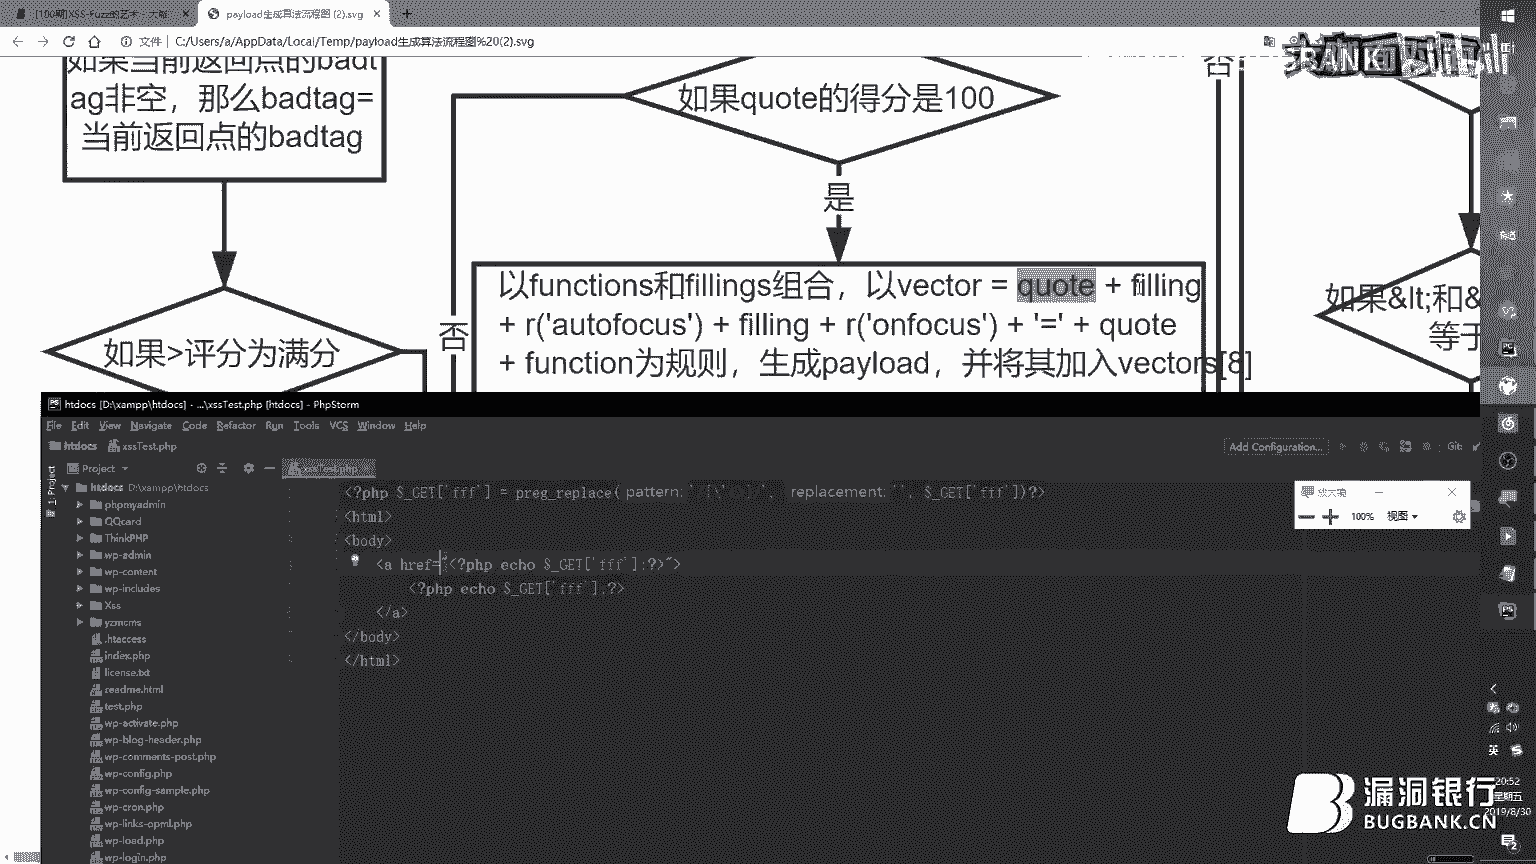 payload生成算法流程图 (2).svg
文件 | C:/Users/a/AppData/Local/Temp/payload生成算法流程图%20(2).svg
如果当前返回点的badt
ag非空，那么badtag=
当前返回点的badtag
如果>评分为满分
如果quote的得分是100
是
否
以functions和fillings组合，以vector = quote + filling
+ r('autofocus') + filling + r('onfocus') + '=' + quote
+ function为规则，生成payload，并将其加入vectors[8]
否
如果&lt;和&
等于
htdocs [D:\xampp\htdocs] - ...\xssTest.php [htdocs] - PhpStorm
File Edit View Navigate Code Refactor Run Tools VCS Window Help
htdocs xssTest.php
Add Configuration...
Git:
Project
1: Project
xssTest.php
htdocs D:\xampp\htdocs
phpmyadmin
QQcard
ThinkPHP
wp-admin
wp-content
wp-includes
Xss
yzmcms
.htaccess
index.php
license.txt
readme.html
test.php
wp-activate.php
wp-blog-header.php
wp-comments-post.php
wp-config.php
wp-config-sample.php
wp-cron.php
wp-links-opml.php
wp-load.php
wp-login.php
<?php $_GET['fff'] = preg_replace( pattern: replacement: '', $_GET['fff'])?>
<html>
<body>
<a href="<?php echo $_GET['fff'];?>">
<?php echo $_GET['fff'];?>
</a>
</body>
</html>
放大镜
100% 视图
英
20:52
星期五
2019/8/30
漏洞银行
BUGBANK.CN